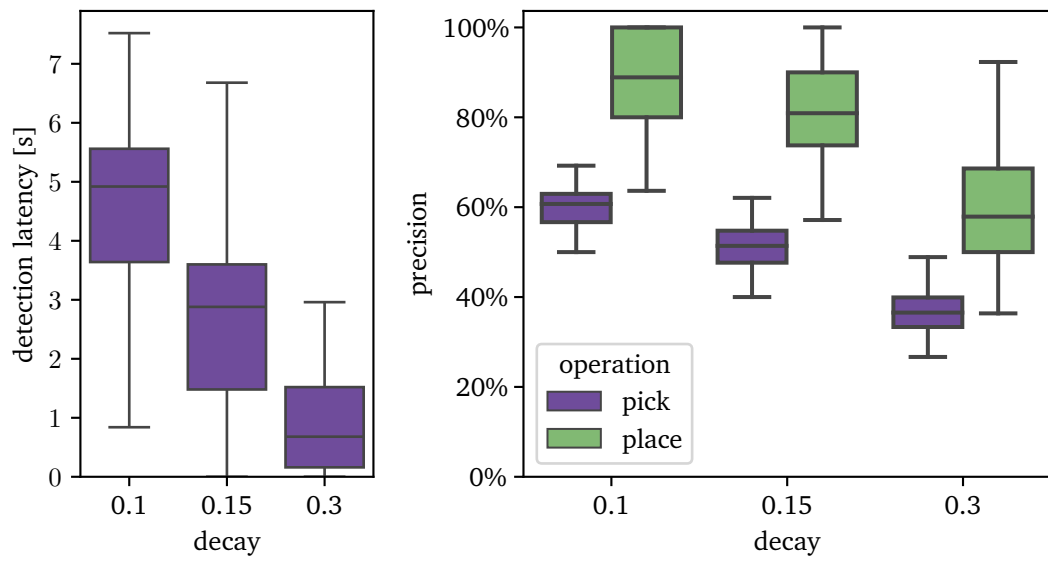 detection latency [s]
7
6
5
4
3
2
1
0
0.1 0.15 0.3
decay
precision
100%
80%
60%
40%
20%
0%
operation
pick
place
0.1 0.15 0.3
decay